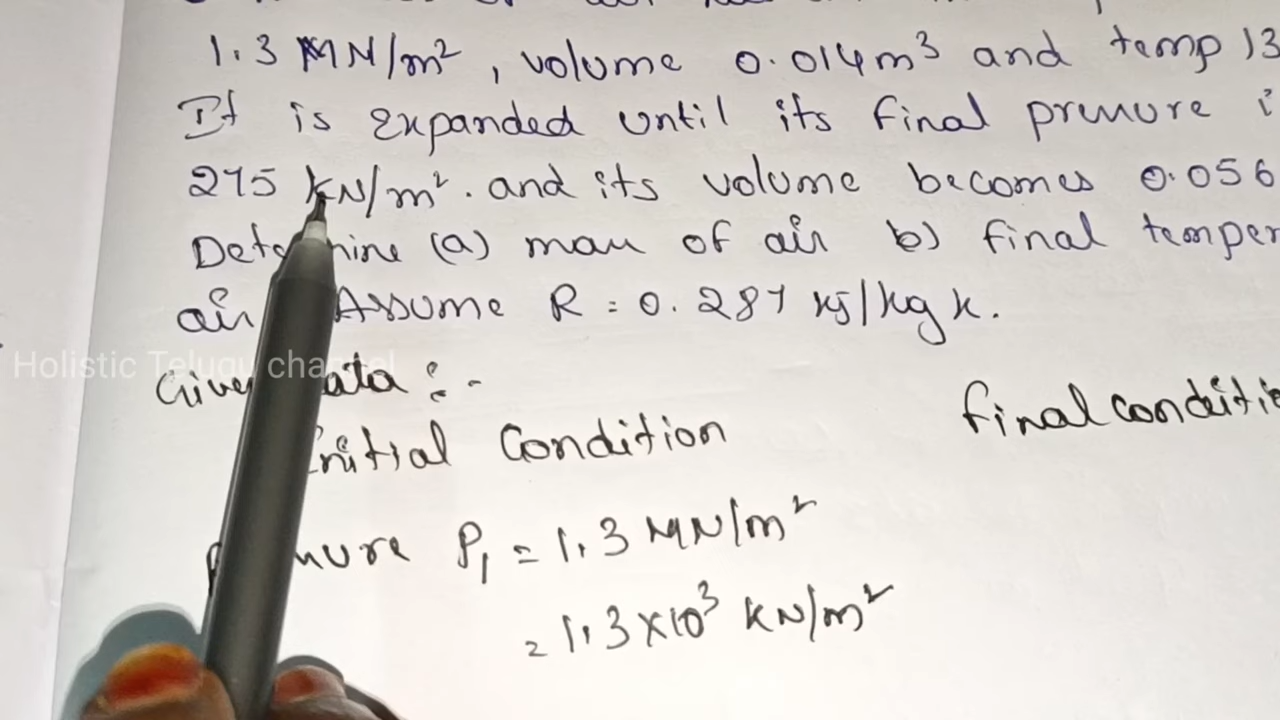 1.3 MN/m², volume 0.014m³ and temp 13
It is expanded until its final pressure i
275 kN/m². and its volume becomes 0.056
Determine (a) mass of air b) final temper
air Assume R = 0.287 kJ/kg K.
Holistic Telugu channel
Given data :-
Initial Condition
final conditi
Pressure P₁ = 1.3 MN/m²
= 1.3×10³ KN/m²